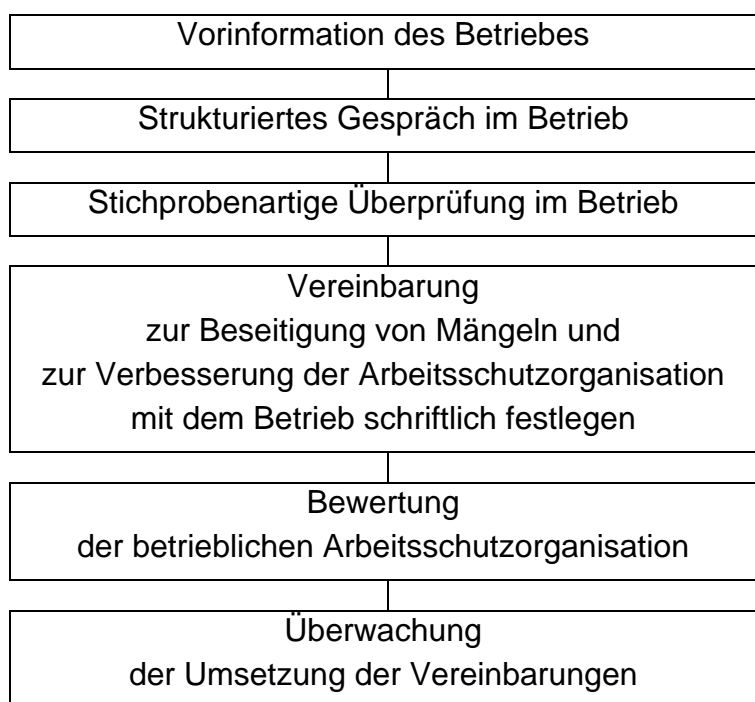 Vorinformation des Betriebes
Strukturiertes Gespräch im Betrieb
Stichprobenartige Überprüfung im Betrieb
Vereinbarung
zur Beseitigung von Mängeln und
zur Verbesserung der Arbeitsschutzorganisation
mit dem Betrieb schriftlich festlegen
Bewertung
der betrieblichen Arbeitsschutzorganisation
Überwachung
der Umsetzung der Vereinbarungen